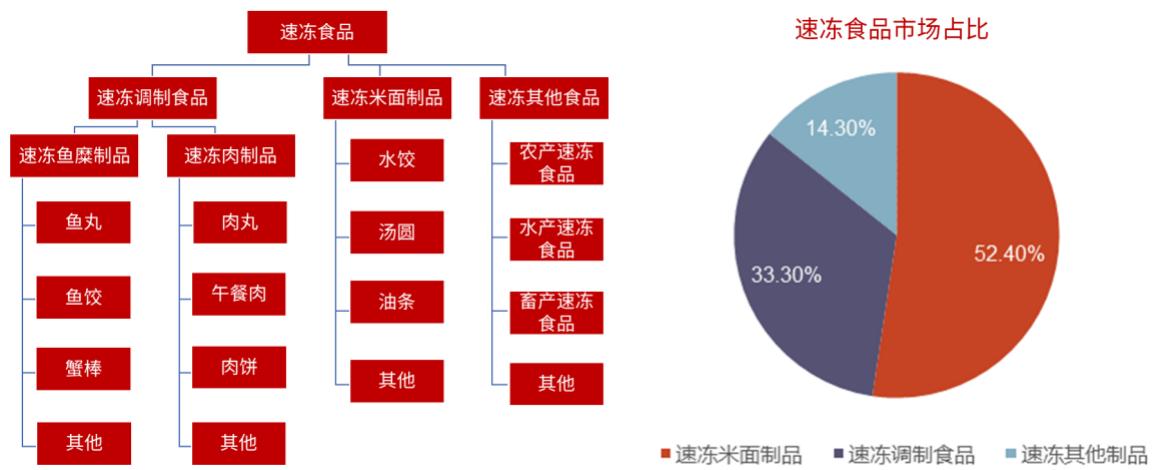 速冻食品
速冻调制食品
速冻米面制品
速冻其他食品
速冻鱼糜制品
速冻肉制品
鱼丸
鱼饺
蟹棒
其他
肉丸
午餐肉
肉饼
其他
水饺
汤圆
油条
其他
农产速冻
食品
水产速冻
食品
畜产速冻
食品
其他
速冻食品市场占比
14.30%
52.40%
33.30%
速冻米面制品
速冻调制食品
速冻其他制品